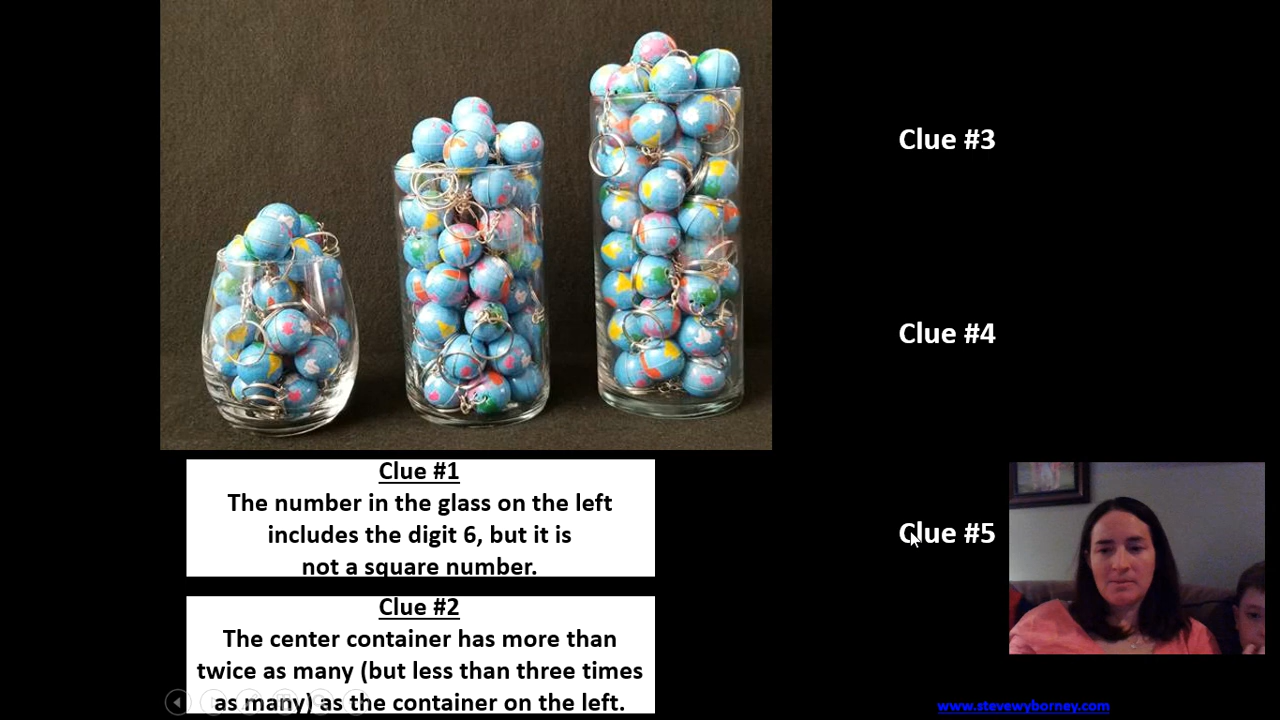 Clue #1
The number in the glass on the left
includes the digit 6, but it is
not a square number.
Clue #2
The center container has more than
twice as many (but less than three times
as many) as the container on the left.
Clue #3
Clue #4
Clue #5
www.stevewyborney.com